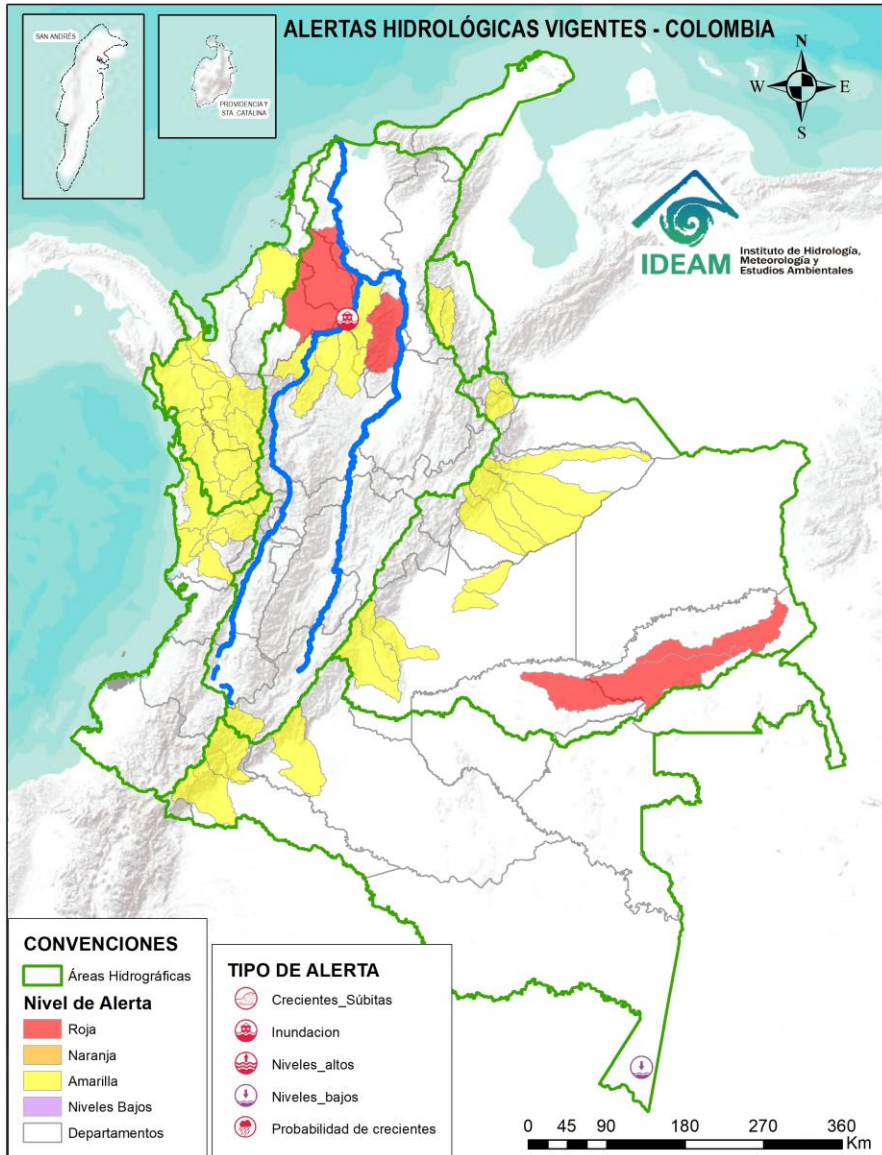 ALERTAS HIDROLÓGICAS VIGENTES - COLOMBIA
SAN ANDRÉS
PROVIDENCIA Y
STA. CATALINA
N
W
E
S
IDEAM
Instituto de Hidrología,
Meteorología y
Estudios Ambientales
CONVENCIONES
Áreas Hidrográficas
Nivel de Alerta
Roja
Naranja
Amarilla
Niveles Bajos
Departamentos
TIPO DE ALERTA
Crecientes_Súbitas
Inundacion
Niveles_altos
Niveles_bajos
Probabilidad de crecientes
0 45 90 180 270 360
Km